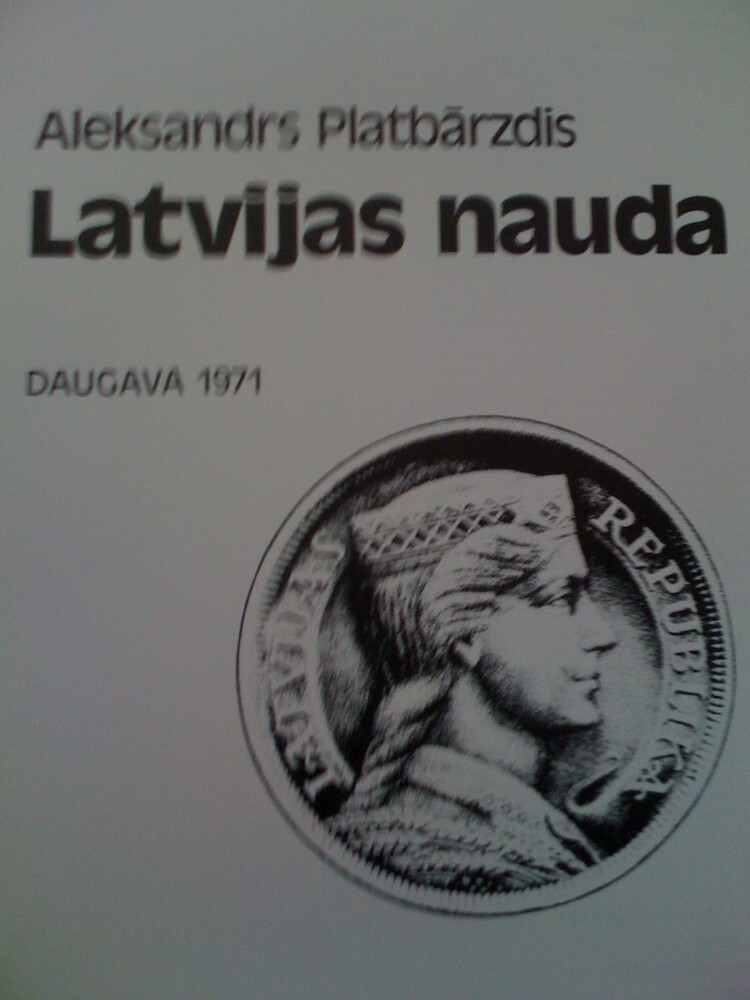 Aleksandrs Platbārzdis
Latvijas nauda
DAUGAVA 1971
LATVIJAS REPUBLIKA